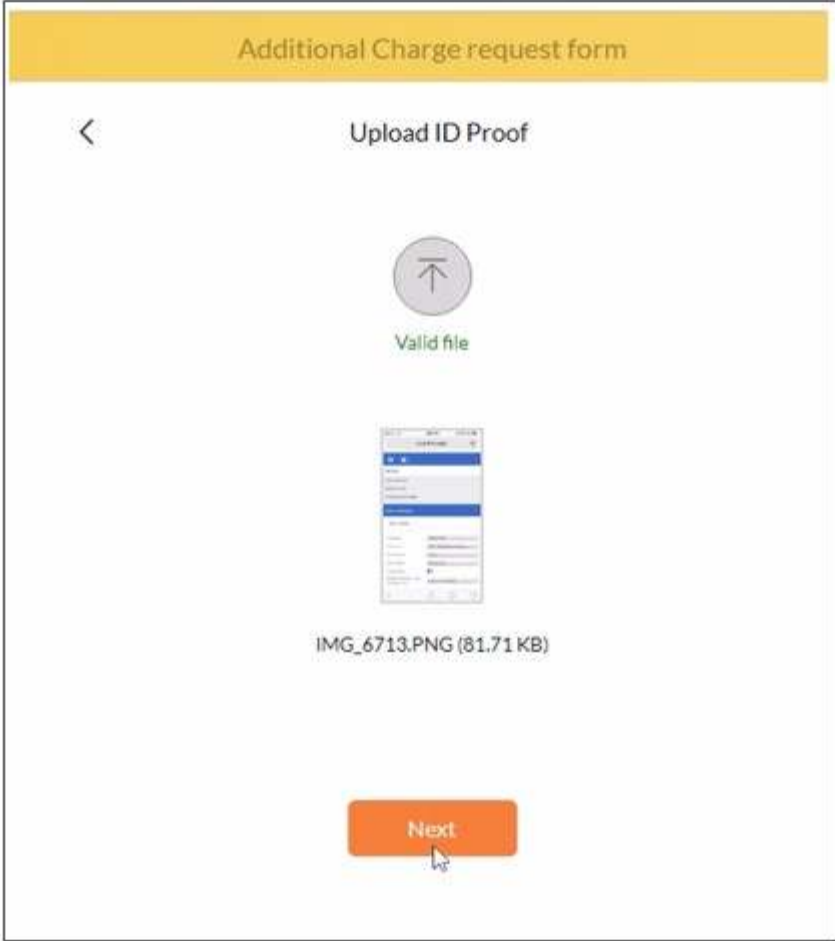 Additional Charge request form
Upload ID Proof
Valid file
IMG_6713.PNG (81.71 KB)
Next